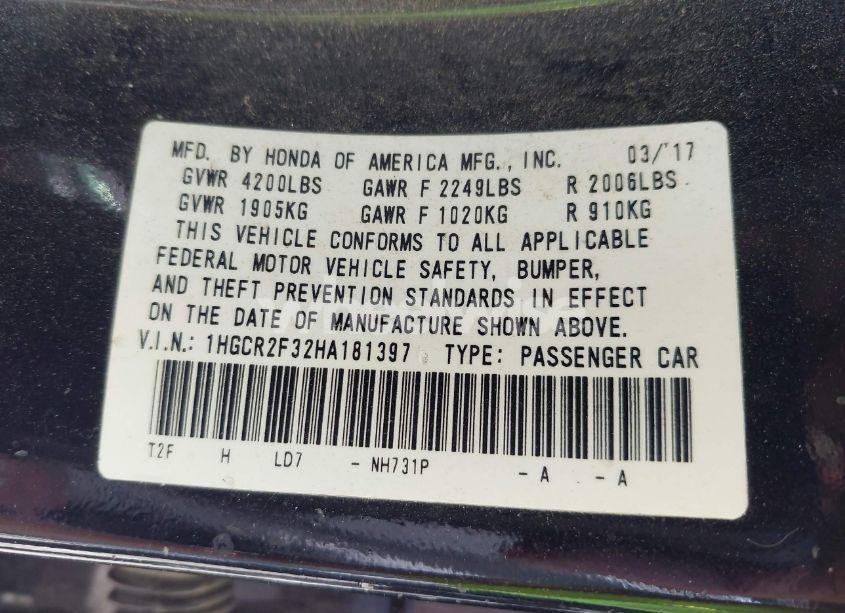 MFD. BY HONDA OF AMERICA MFG., INC. 03/'17
GVWR 4200LBS GAWR F 2249LBS R 2006LBS
GVWR 1905KG GAWR F 1020KG R 910KG
THIS VEHICLE CONFORMS TO ALL APPLICABLE
FEDERAL MOTOR VEHICLE SAFETY, BUMPER,
AND THEFT PREVENTION STANDARDS IN EFFECT
ON THE DATE OF MANUFACTURE SHOWN ABOVE.
V.I.N.: 1HGCR2F32HA181397 TYPE: PASSENGER CAR
T2F H LD7 - NH731P - A - A